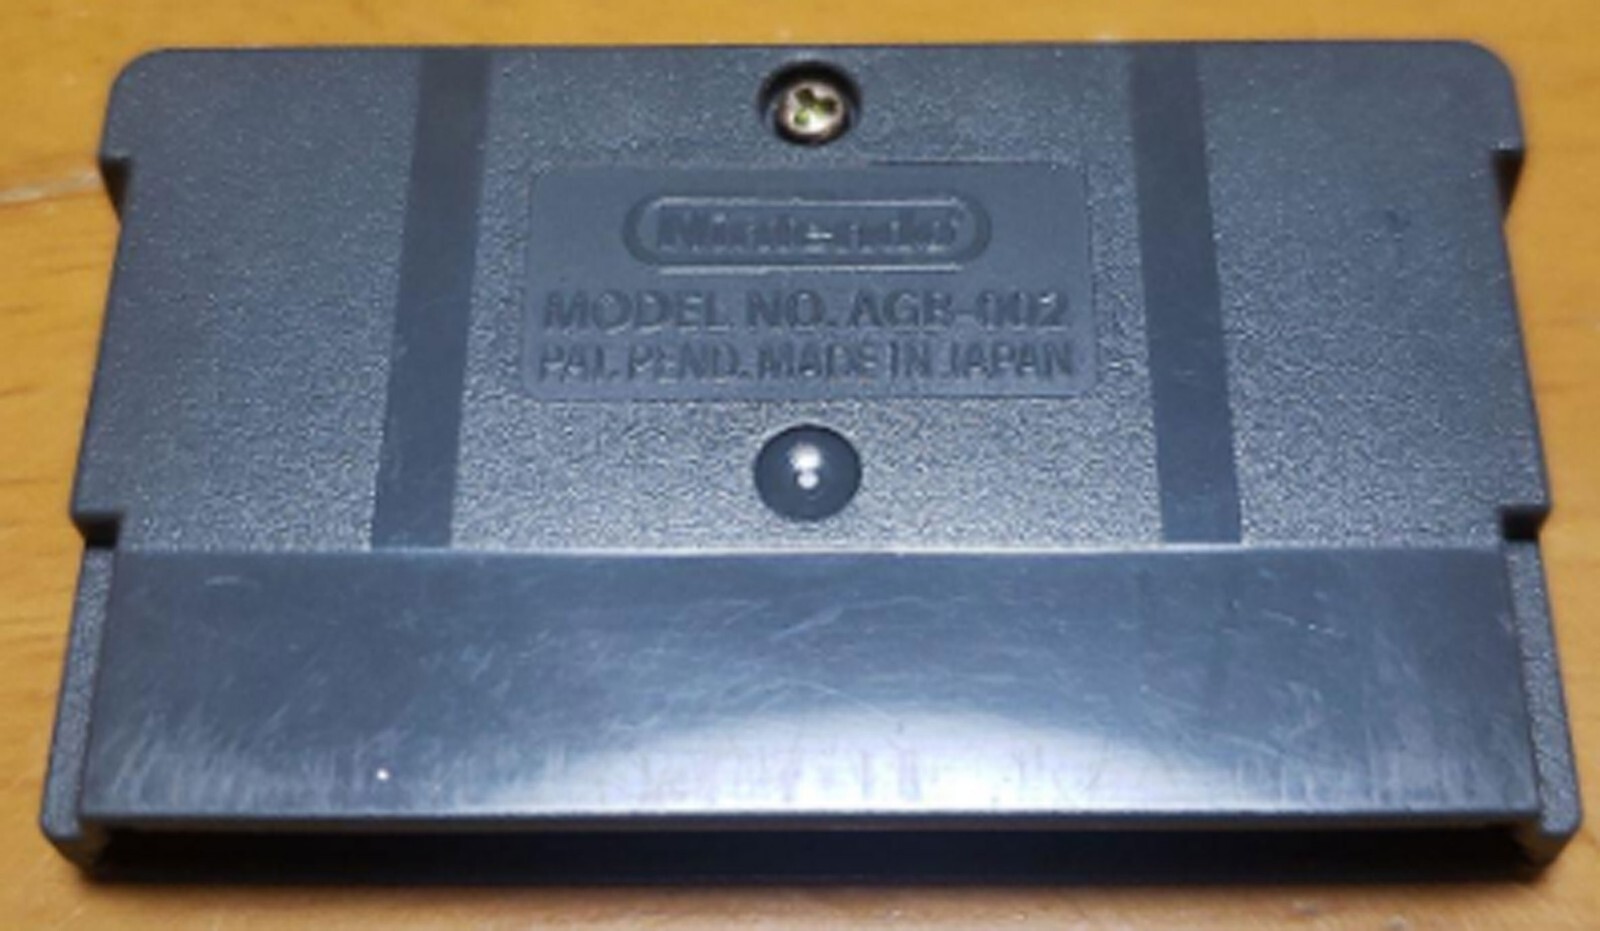 Nintendo
MODEL NO. AGB-002
PAT. PEND. MADE IN JAPAN